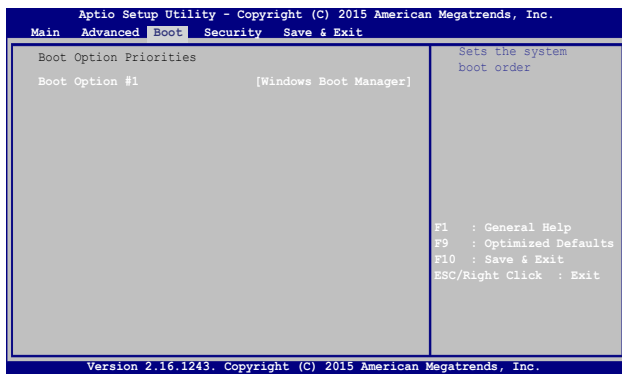 Aptio Setup Utility - Copyright (C) 2015 American Megatrends, Inc.
Main Advanced Boot Security Save & Exit
Boot Option Priorities
Boot Option #1 [Windows Boot Manager]
Sets the system
boot order
F1 : General Help
F9 : Optimized Defaults
F10 : Save & Exit
ESC/Right Click : Exit
Version 2.16.1243. Copyright (C) 2015 American Megatrends, Inc.